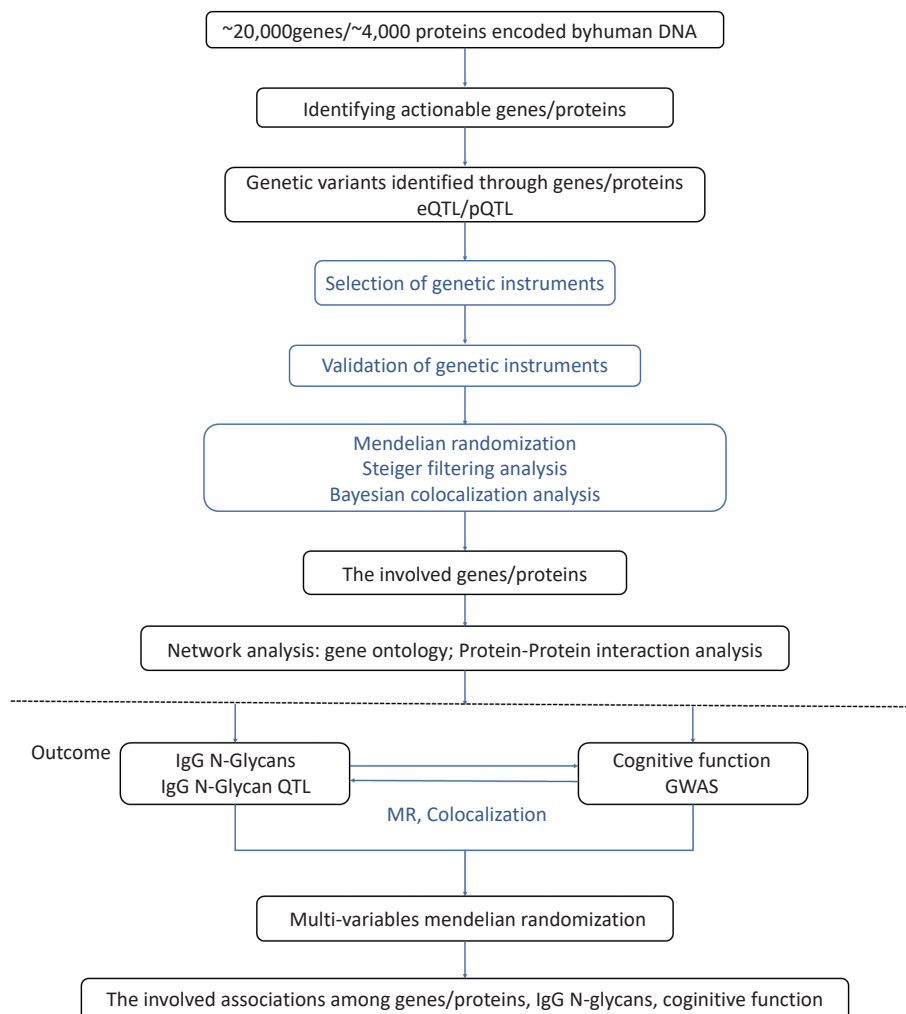 ~20,000genes/~4,000 proteins encoded byhuman DNA
Identifying actionable genes/proteins
Genetic variants identified through genes/proteins
eQTL/pQTL
Selection of genetic instruments
Validation of genetic instruments
Mendelian randomization
Steiger filtering analysis
Bayesian colocalization analysis
The involved genes/proteins
Network analysis: gene ontology; Protein-Protein interaction analysis
Outcome
IgG N-Glycans
IgG N-Glycan QTL
Cognitive function
GWAS
MR, Colocalization
Multi-variables mendelian randomization
The involved associations among genes/proteins, IgG N-glycans, coginitive function